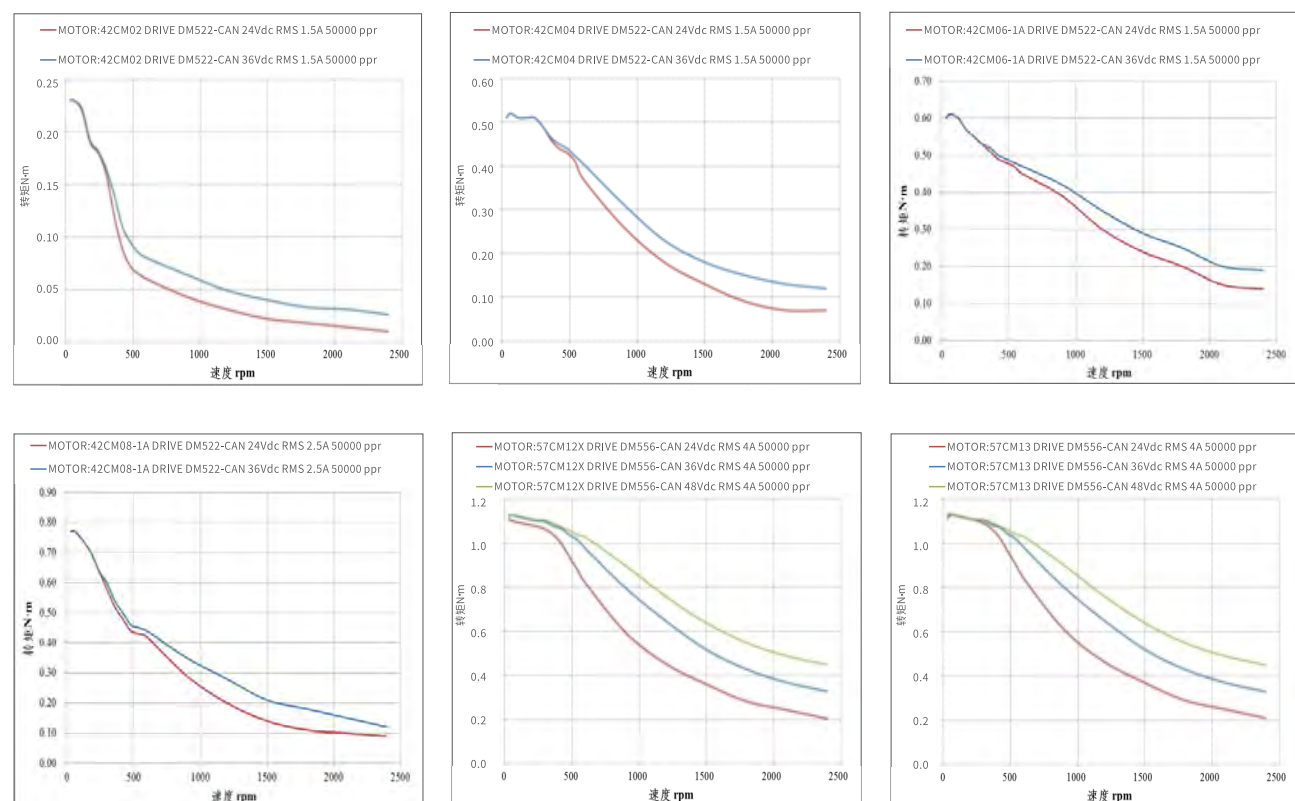 MOTOR:42CM02 DRIVE DM522-CAN 24Vdc RMS 1.5A 50000 ppr
MOTOR:42CM02 DRIVE DM522-CAN 36Vdc RMS 1.5A 50000 ppr
0.25
0.20
0.15
0.10
0.05
0.00
转矩N•m
0 500 1000 1500 2000 2500
速度 rpm
MOTOR:42CM04 DRIVE DM522-CAN 24Vdc RMS 1.5A 50000 ppr
MOTOR:42CM04 DRIVE DM522-CAN 36Vdc RMS 1.5A 50000 ppr
0.60
0.50
0.40
0.30
0.20
0.10
0.00
转矩N•m
0 500 1000 1500 2000 2500
速度 rpm
MOTOR:42CM06-1A DRIVE DM522-CAN 24Vdc RMS 1.5A 50000 ppr
MOTOR:42CM06-1A DRIVE DM522-CAN 36Vdc RMS 1.5A 50000 ppr
0.70
0.60
0.50
0.40
0.30
0.20
0.10
0.00
转矩N·m
0 500 1000 1500 2000 2500
速度 rpm
MOTOR:42CM08-1A DRIVE DM522-CAN 24Vdc RMS 2.5A 50000 ppr
MOTOR:42CM08-1A DRIVE DM522-CAN 36Vdc RMS 2.5A 50000 ppr
0.90
0.80
0.70
0.60
0.50
0.40
0.30
0.20
0.10
0.00
转矩N·m
0 500 1000 1500 2000 2500
速度 rpm
MOTOR:57CM12X DRIVE DM556-CAN 24Vdc RMS 4A 50000 ppr
MOTOR:57CM12X DRIVE DM556-CAN 36Vdc RMS 4A 50000 ppr
MOTOR:57CM12X DRIVE DM556-CAN 48Vdc RMS 4A 50000 ppr
1.2
1.0
0.8
0.6
0.4
0.2
0.0
转矩N•m
0 500 1000 1500 2000 2500
速度 rpm
MOTOR:57CM13 DRIVE DM556-CAN 24Vdc RMS 4A 50000 ppr
MOTOR:57CM13 DRIVE DM556-CAN 36Vdc RMS 4A 50000 ppr
MOTOR:57CM13 DRIVE DM556-CAN 48Vdc RMS 4A 50000 ppr
1.2
1.0
0.8
0.6
0.4
0.2
0.0
转矩N•m
0 500 1000 1500 2000 2500
速度 rpm